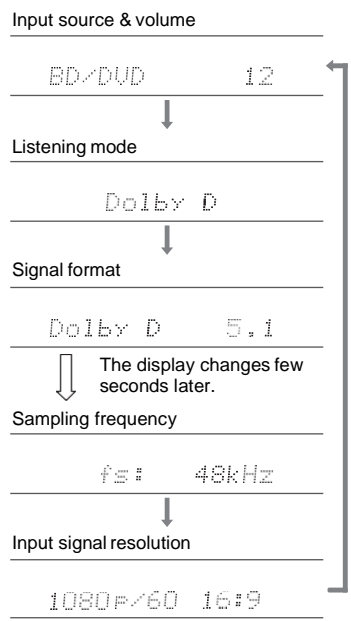 Input source & volume
BD/DVD 12
Listening mode
Dolby D
Signal format
Dolby D 5.1
The display changes few
seconds later.
Sampling frequency
fs: 48kHz
Input signal resolution
1080p/60 16:9